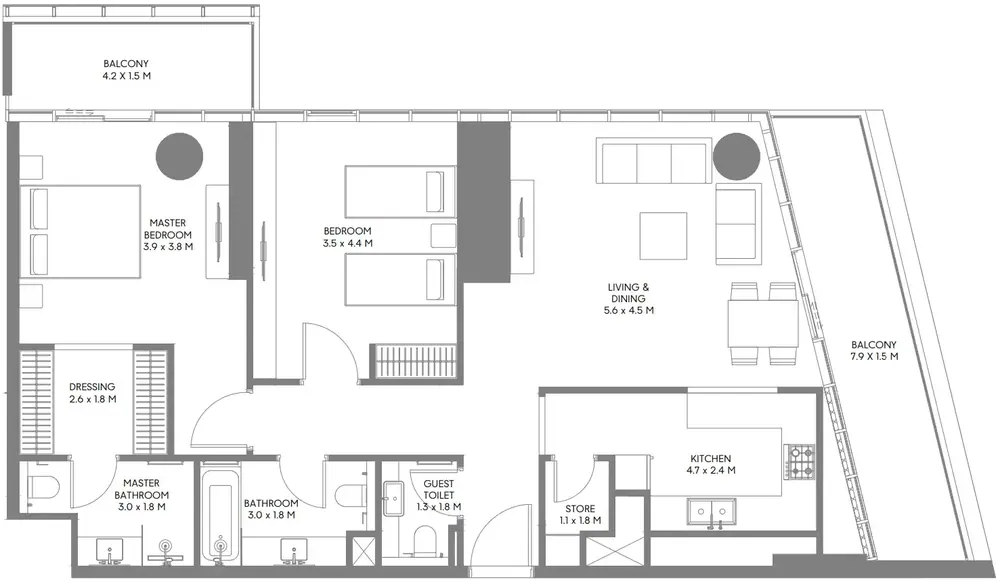 BALCONY
4.2 X 1.5 M
MASTER
BEDROOM
3.9 X 3.8 M
BEDROOM
3.5 x 4.4 M
LIVING &
DINING
5.6 x 4.5 M
BALCONY
7.9 X 1.5 M
DRESSING
2.6 x 1.8 M
KITCHEN
4.7 x 2.4 M
MASTER
BATHROOM
3.0 x 1.8 M
BATHROOM
3.0 x 1.8 M
GUEST
TOILET
1.3 x 1.8 M
STORE
1.1 x 1.8 M